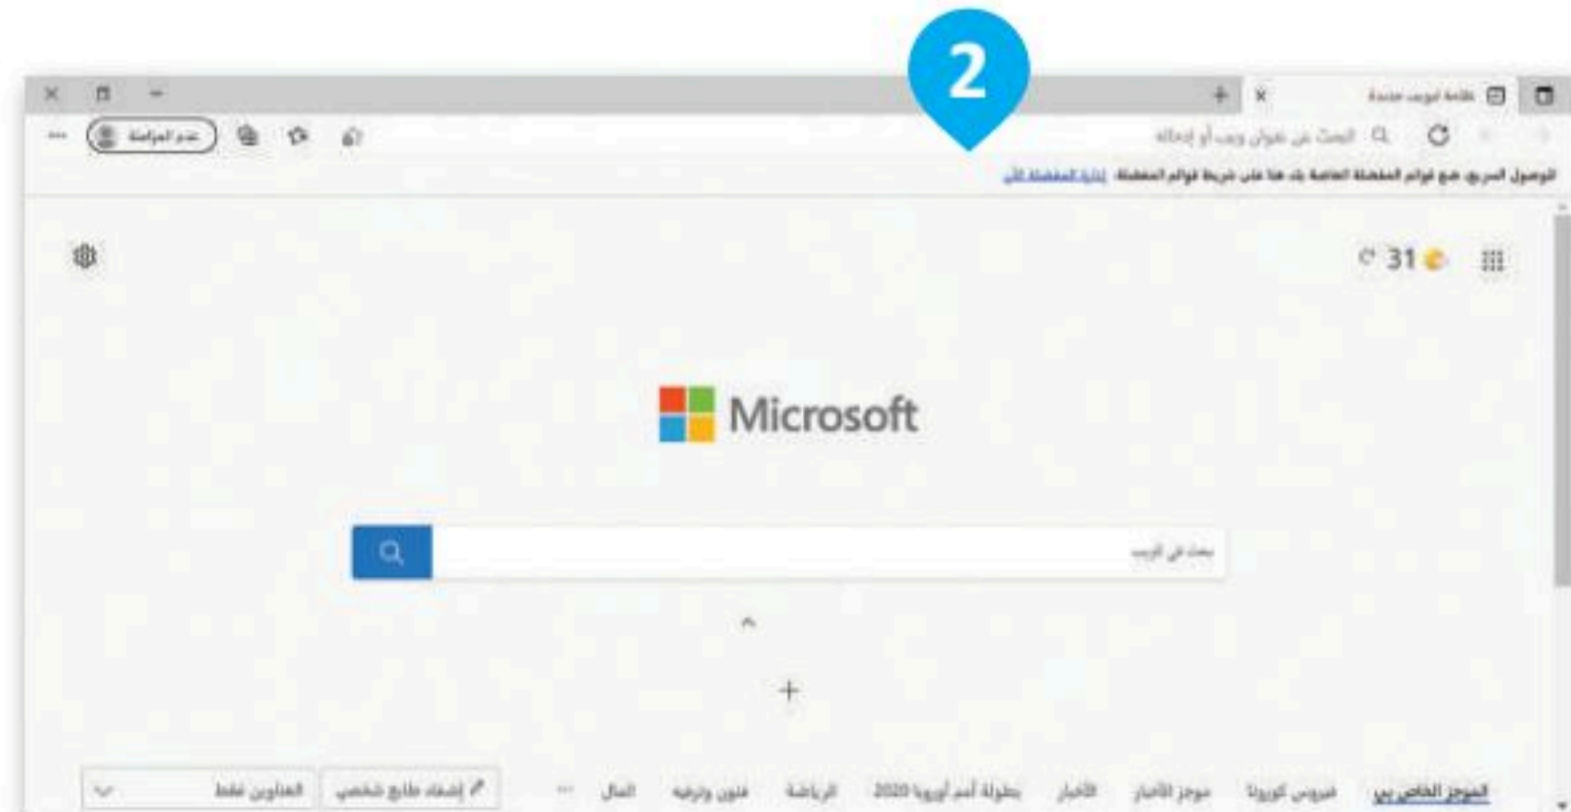 2
علامة تبويب جديدة
البحث عن عنوان ويب أو إدخاله
عدم المزامنة
للوصول السريع، ضع قوائم المفضلة الخاصة بك هنا على شريط قوائم المفضلة. إدارة المفضلة الآن
31 C
Microsoft
بحث في الويب
الموجز الخاص بي فيروس كورونا موجز الأخبار الأخبار بطولة أمم أوروبا 2020 الرياضة فنون وترفيه المال ... إضفاء طابع شخصي العناوين فقط